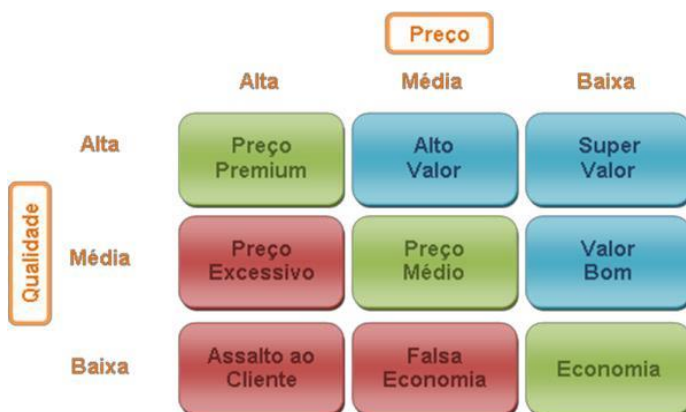 Preço
Alta
Média
Baixa
Alta
Preço
Premium
Alto
Valor
Super
Valor
Qualidade
Média
Preço
Excessivo
Preço
Médio
Valor
Bom
Baixa
Assalto ao
Cliente
Falsa
Economia
Economia